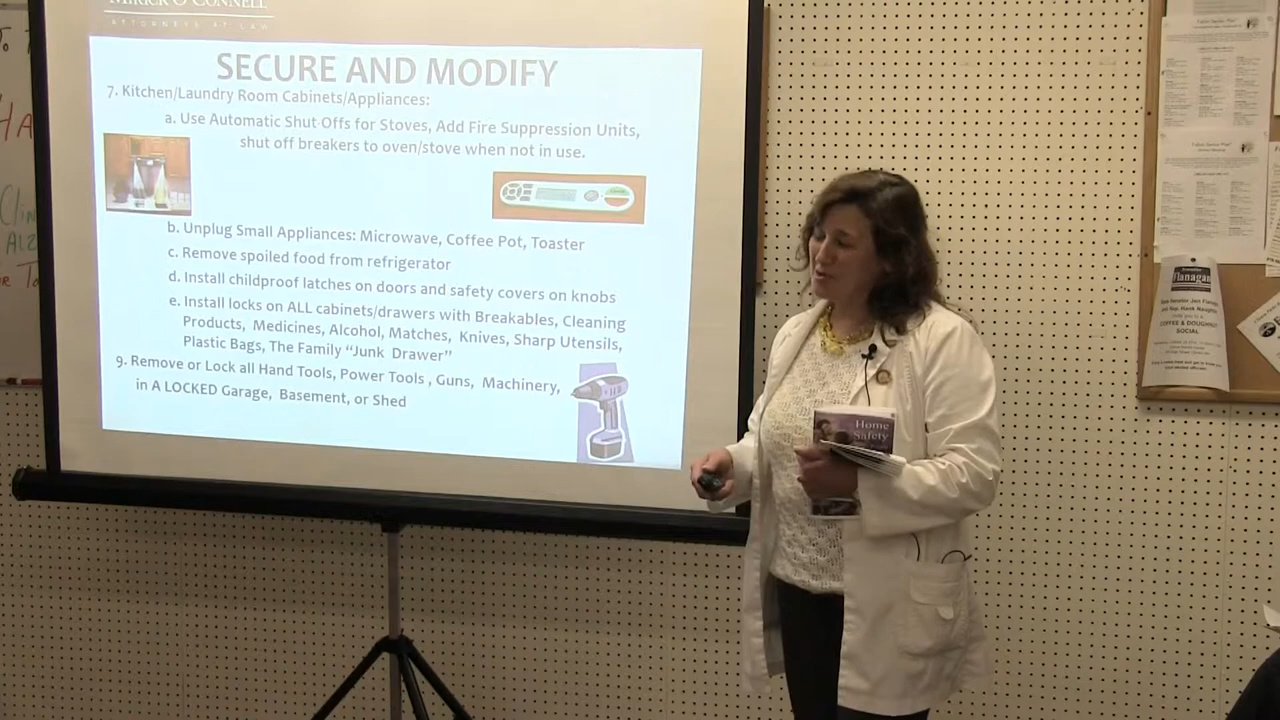 MIRICK O'CONNELL
ATTORNEYS AT LAW
SECURE AND MODIFY
7. Kitchen/Laundry Room Cabinets/Appliances:
a. Use Automatic Shut Offs for Stoves, Add Fire Suppression Units,
shut off breakers to oven/stove when not in use.
b. Unplug Small Appliances: Microwave, Coffee Pot, Toaster
c. Remove spoiled food from refrigerator
d. Install childproof latches on doors and safety covers on knobs
e. Install locks on ALL cabinets/drawers with Breakables, Cleaning
Products, Medicines, Alcohol, Matches, Knives, Sharp Utensils,
Plastic Bags, The Family “Junk Drawer”
9. Remove or Lock all Hand Tools, Power Tools , Guns, Machinery,
in A LOCKED Garage, Basement, or Shed
Home
Safety
Flanagan
COFFEE & DOUGHNUT
SOCIAL